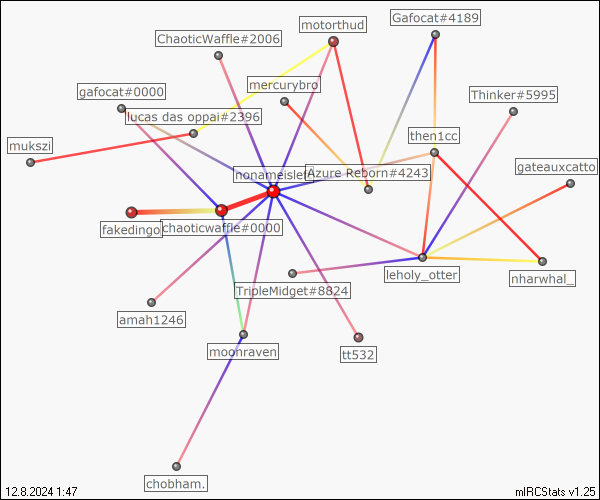 Gafocat#4189
motorthud
ChaoticWaffle#2006
mercurybro
gafocat#0000
Thinker#5995
lucas das oppai#2396
then1cc
mukszi
gateauxcatto
nonameisleft
Azure Reborn#4243
fakedingo
chaoticwaffle#0000
leholy_otter
nharwhal_
TripleMidget#8824
amah1246
moonraven
tt532
chobham.
12.8.2024 1:47
mIRCStats v1.25